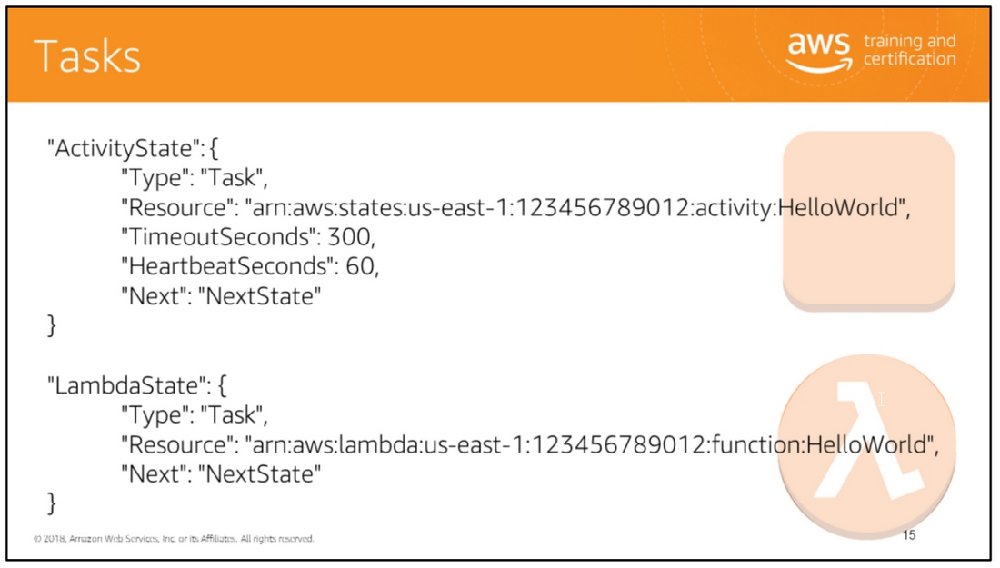 Tasks
aws training and
certification
"ActivityState": {
"Type": "Task",
"Resource": "arn:aws:states:us-east-1:123456789012:activity:HelloWorld",
"TimeoutSeconds": 300,
"HeartbeatSeconds": 60,
"Next": "NextState"
}
"LambdaState": {
"Type": "Task",
"Resource": "arn:aws:lambda:us-east-1:123456789012:function:HelloWorld",
"Next": "NextState"
}
© 2018, Amazon Web Services, Inc. or its Affiliates. All rights reserved.
15